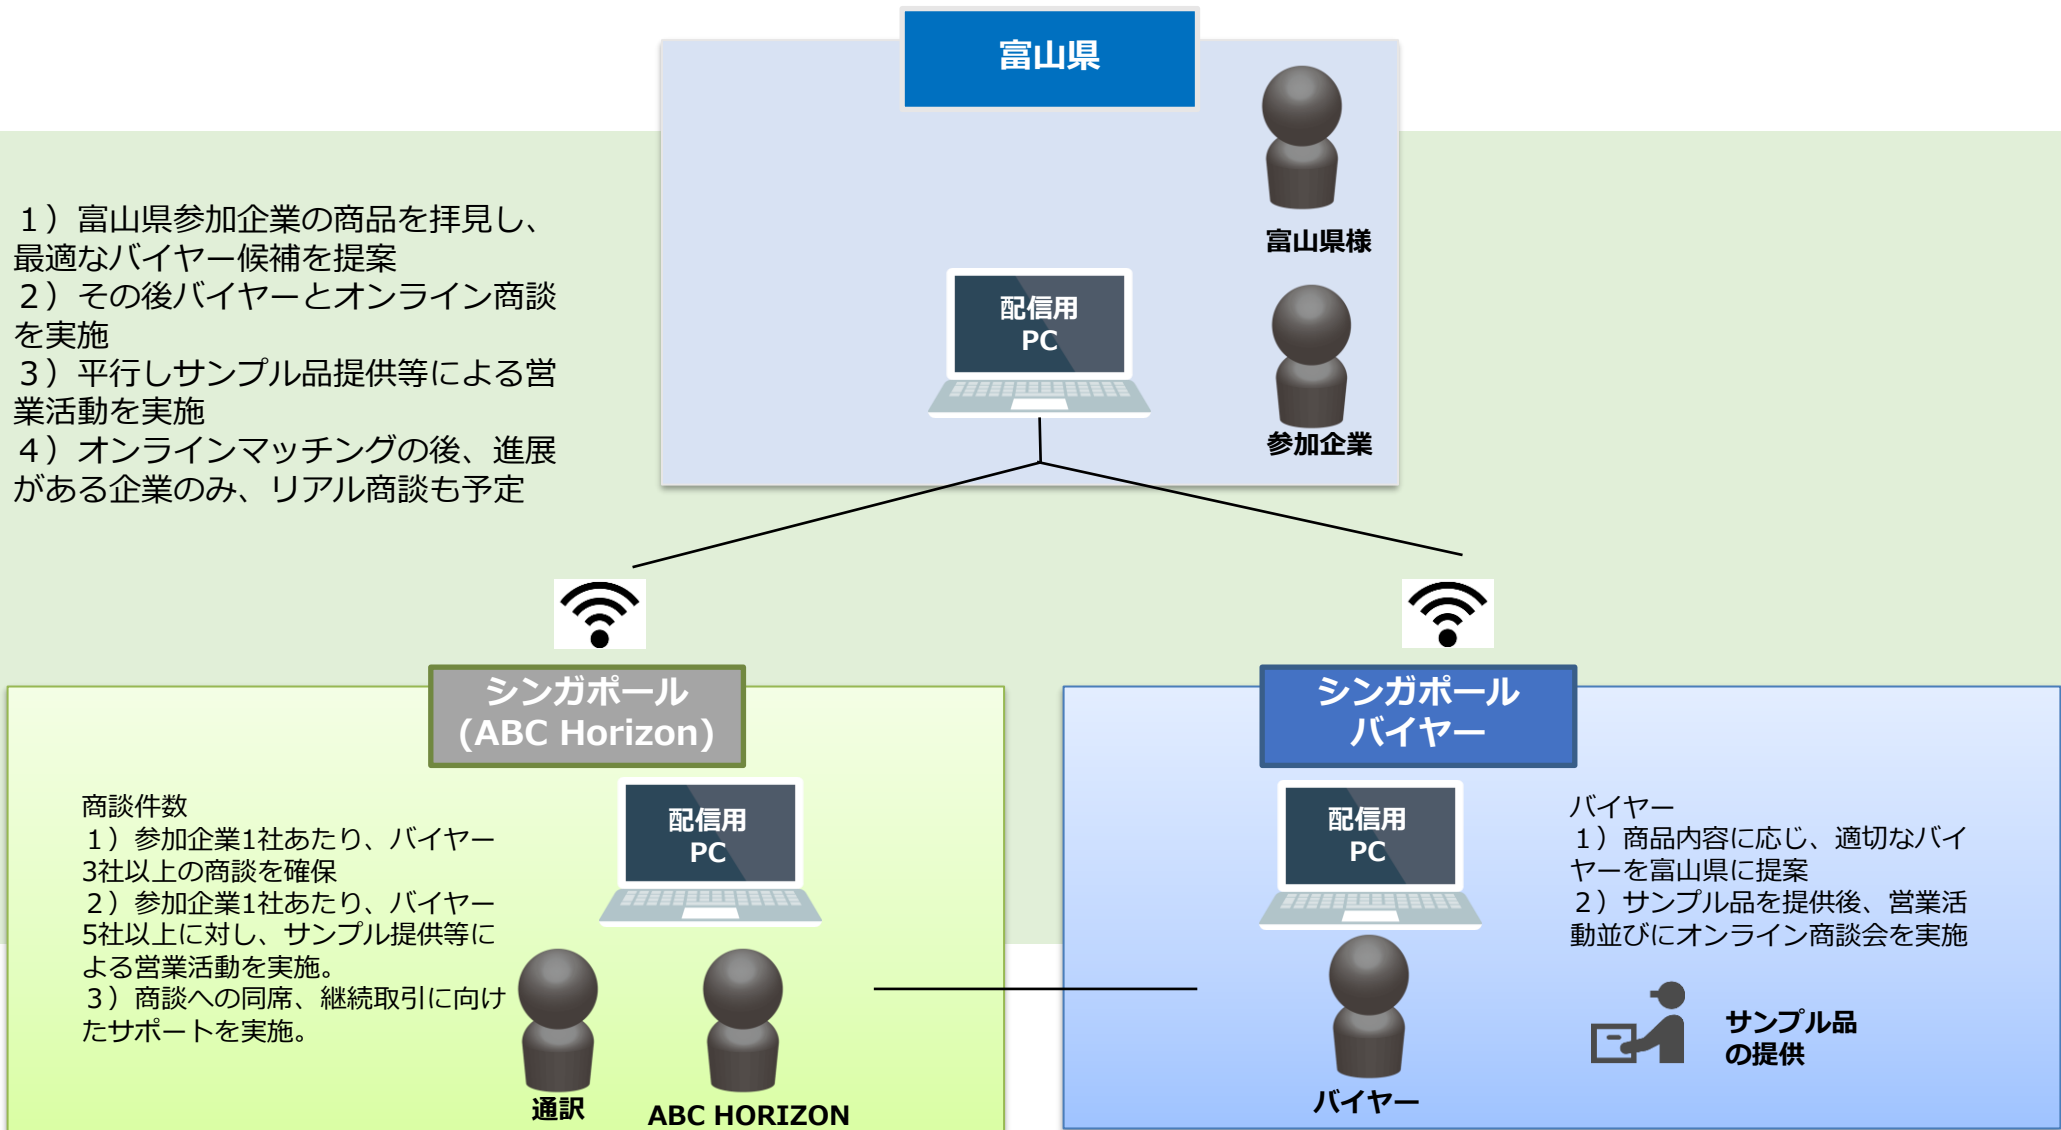 富山県
富山県様
配信用
PC
参加企業
１）富山県参加企業の商品を拝見し、
最適なバイヤー候補を提案
２）その後バイヤーとオンライン商談
を実施
３）平行しサンプル品提供等による営
業活動を実施
４）オンラインマッチングの後、進展
がある企業のみ、リアル商談も予定
シンガポール
(ABC Horizon)
商談件数
１）参加企業1社あたり、バイヤー
3社以上の商談を確保
２）参加企業1社あたり、バイヤー
5社以上に対し、サンプル提供等に
よる営業活動を実施。
３）商談への同席、継続取引に向け
たサポートを実施。
配信用
PC
通訳
ABC HORIZON
シンガポール
バイヤー
配信用
PC
バイヤー
バイヤー
１）商品内容に応じ、適切なバイ
ヤーを富山県に提案
２）サンプル品を提供後、営業活
動並びにオンライン商談会を実施
サンプル品
の提供